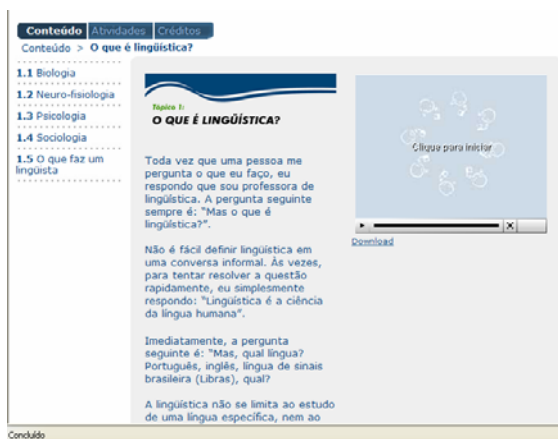 Conteúdo Atividades Créditos
Conteúdo > O que é lingüística?
1.1 Biologia
1.2 Neuro-fisiologia
1.3 Psicologia
1.4 Sociologia
1.5 O que faz um
lingüista
Tópico 1:
O QUE É LINGÜÍSTICA?
Toda vez que uma pessoa me
pergunta o que eu faço, eu
respondo que sou professora de
lingüística. A pergunta seguinte
sempre é: "Mas o que é
lingüística?".
Não é fácil definir lingüística em
uma conversa informal. Às vezes,
para tentar resolver a questão
rapidamente, eu simplesmente
respondo: "Lingüística é a ciência
da língua humana".
Imediatamente, a pergunta
seguinte é: "Mas, qual língua?
Português, inglês, língua de sinais
brasileira (Libras), qual?
A lingüística não se limita ao estudo
de uma língua específica, nem ao
Clique para iniciar
Download
Concluído